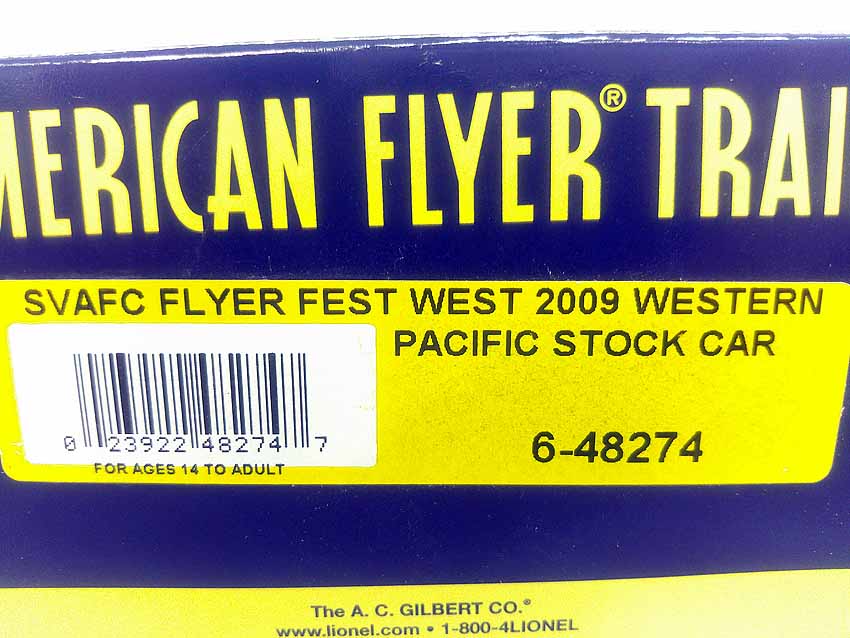 MERICAN FLYER® TRAI
SVAFC FLYER FEST WEST 2009 WESTERN
PACIFIC STOCK CAR
0 23922 48274 7
6-48274
FOR AGES 14 TO ADULT
The A. C. GILBERT CO.®
www.lionel.com • 1-800-4LIONEL